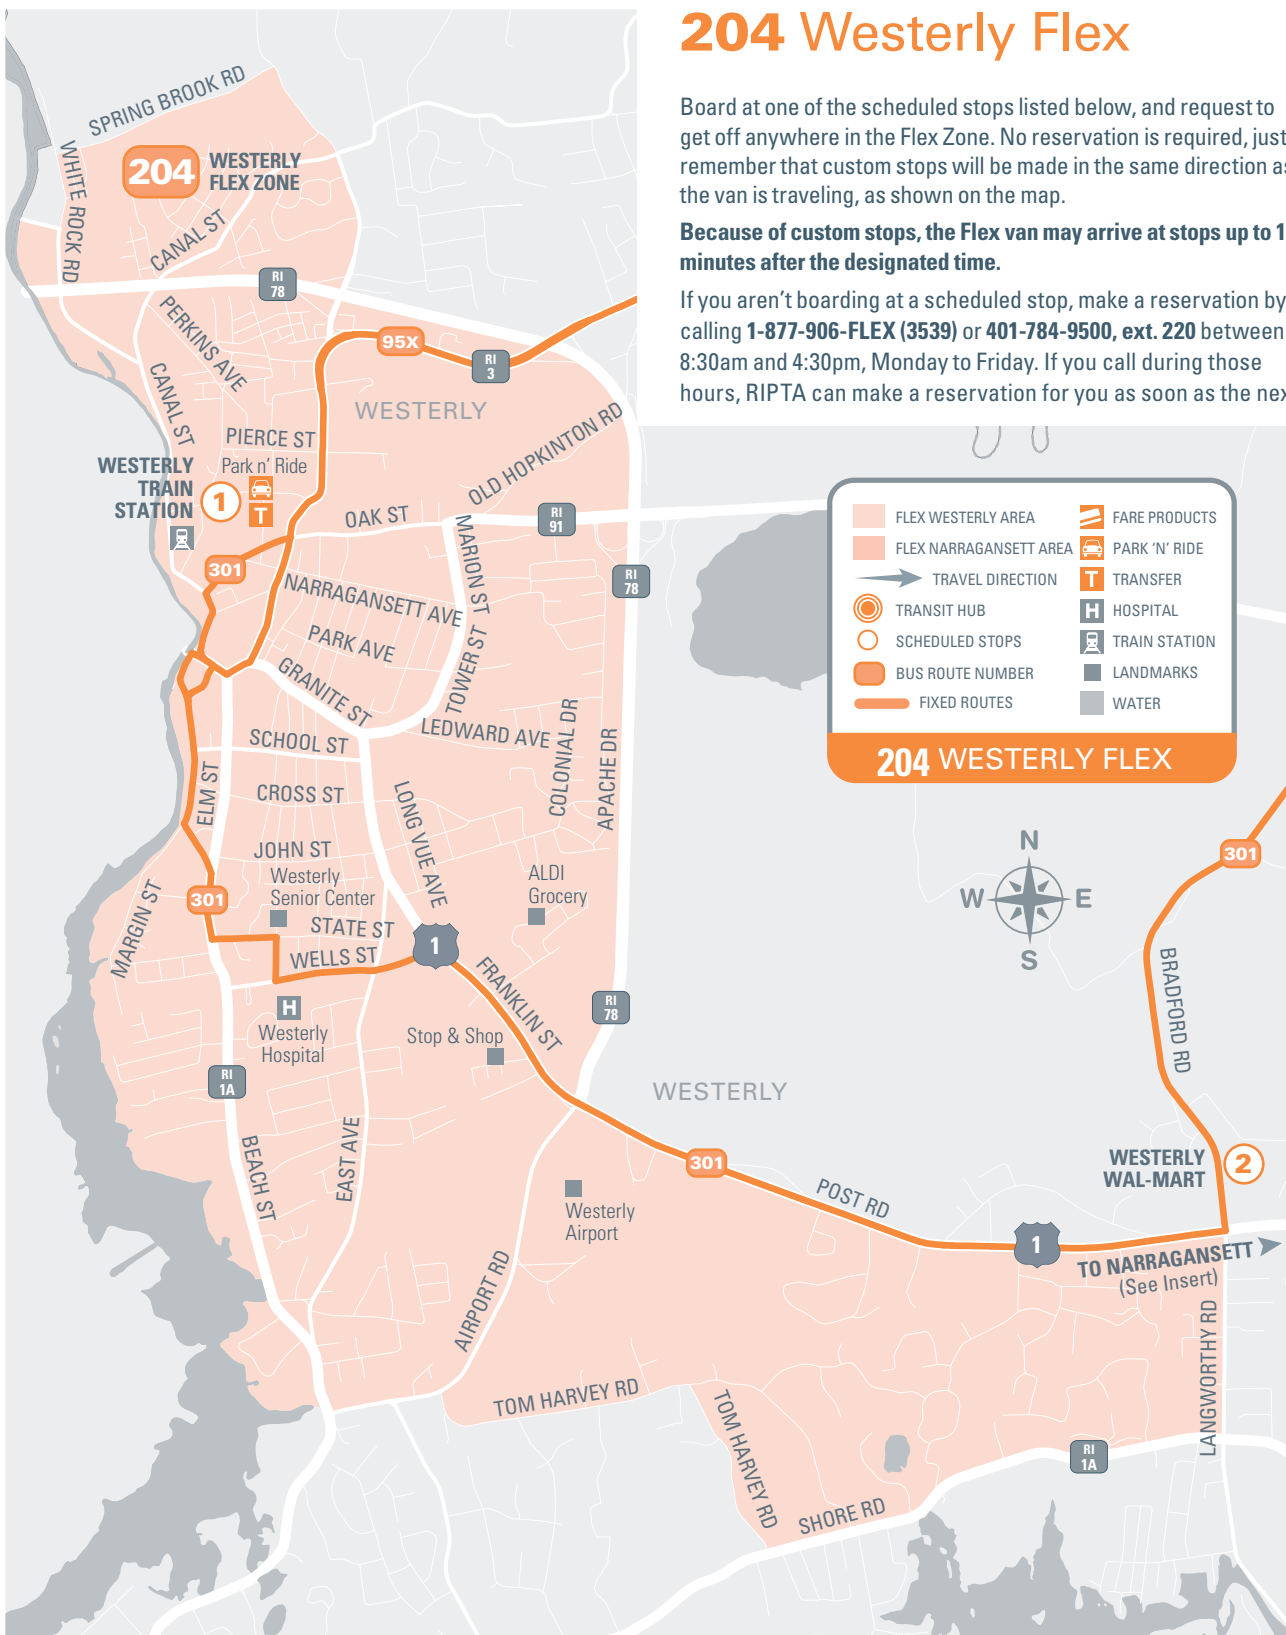 204 Westerly Flex
Board at one of the scheduled stops listed below, and request to
get off anywhere in the Flex Zone. No reservation is required, just
remember that custom stops will be made in the same direction as
the van is traveling, as shown on the map.
Because of custom stops, the Flex van may arrive at stops up to 1
minutes after the designated time.
If you aren't boarding at a scheduled stop, make a reservation by
calling 1-877-906-FLEX (3539) or 401-784-9500, ext. 220 between
8:30am and 4:30pm, Monday to Friday. If you call during those
hours, RIPTA can make a reservation for you as soon as the nex
SPRING BROOK RD
WHITE ROCK RD
204
WESTERLY
FLEX ZONE
CANAL ST
RI
78
PERKINS AVE
95X
RI
3
CANAL ST
WESTERLY
PIERCE ST
OLD HOPKINTON RD
WESTERLY
TRAIN
STATION
1
Park n' Ride
T
OAK ST
RI
91
MARION ST
RI
78
301
NARRAGANSETT AVE
PARK AVE
TOWER ST
GRANITE ST
LEDWARD AVE
COLONIAL DR
APACHE DR
SCHOOL ST
ELM ST
CROSS ST
LONG VUE AVE
JOHN ST
Westerly
Senior Center
ALDI
Grocery
301
MARGIN ST
STATE ST
WELLS ST
1
FRANKLIN ST
H
Westerly
Hospital
Stop & Shop
RI
78
RI
1A
WESTERLY
BEACH ST
EAST AVE
301
Westerly
Airport
POST RD
AIRPORT RD
TOM HARVEY RD
TOM HARVEY RD
SHORE RD
RI
1A
LANGWORTHY RD
1
TO NARRAGANSETT
(See Insert)
WESTERLY
WAL-MART
2
BRADFORD RD
301
N
W
E
S
FLEX WESTERLY AREA
FLEX NARRAGANSETT AREA
TRAVEL DIRECTION
TRANSIT HUB
SCHEDULED STOPS
BUS ROUTE NUMBER
FIXED ROUTES
FARE PRODUCTS
PARK 'N' RIDE
T TRANSFER
H HOSPITAL
TRAIN STATION
LANDMARKS
WATER
204 WESTERLY FLEX